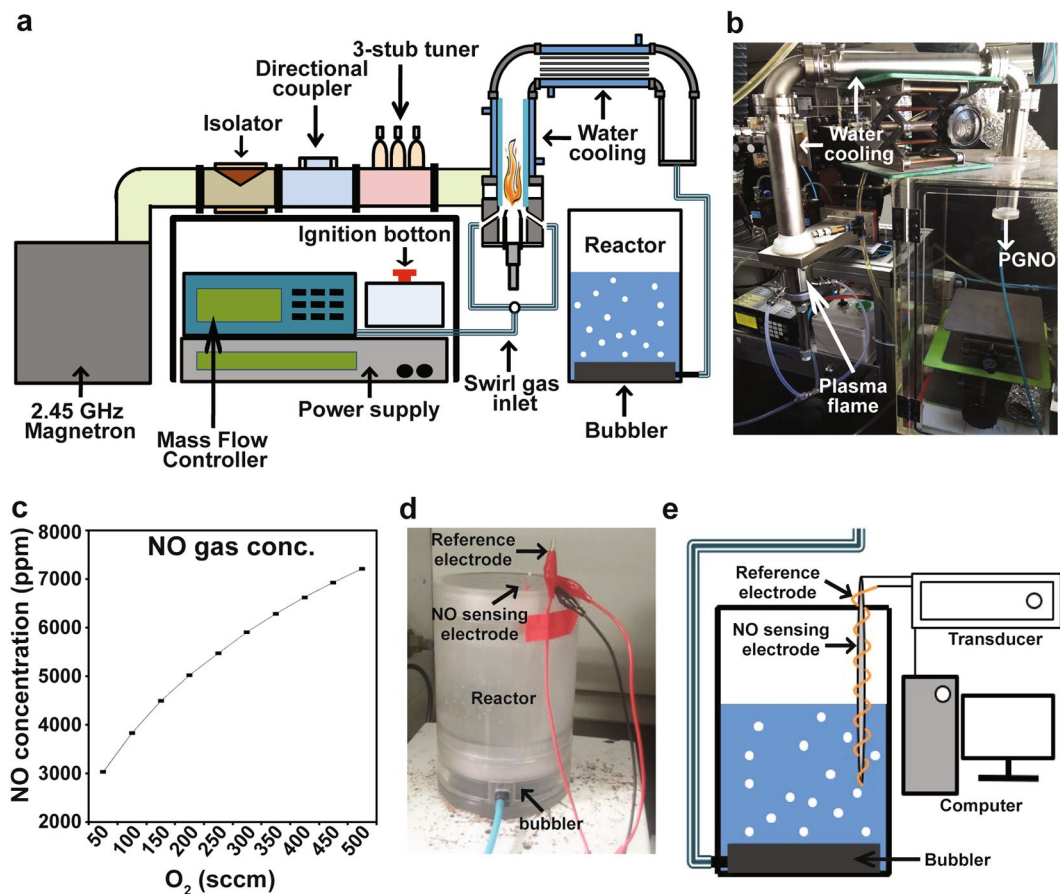 a
3-stub tuner
Directional
coupler
Isolator
Water
cooling
Ignition botton
Reactor
2.45 GHz
Magnetron
Mass Flow
Controller
Power supply
Swirl gas
inlet
Bubbler
b
Water
cooling
PGNO
Plasma
flame
c
NO gas conc.
NO concentration (ppm)
8000
7000
6000
5000
4000
3000
2000
50
100
150
200
250
300
350
400
450
500
O₂ (sccm)
d
Reference
electrode
NO sensing
electrode
Reactor
bubbler
e
Reference
electrode
NO sensing
electrode
Transducer
Computer
Bubbler